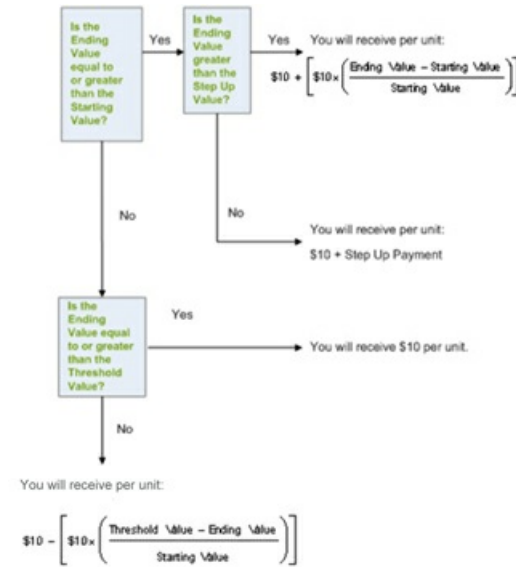 Is the
Ending
Value
equal to
or greater
than the
Starting
Value?
Yes
Is the
Ending
Value
greater
than the
Step Up
Value?
Yes
You will receive per unit:
$10 + [$10× (Ending Value – Starting Value
Starting Value)]
No
No
You will receive per unit:
$10 + Step Up Payment
Is the
Ending
Value equal
to or greater
than the
Threshold
Value?
Yes
You will receive $10 per unit.
No
You will receive per unit:
$10 – [$10× (Threshold Value – Ending Value
Starting Value)]